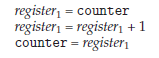 register₁ = counter
register₁ = register₁ + 1
counter = register₁